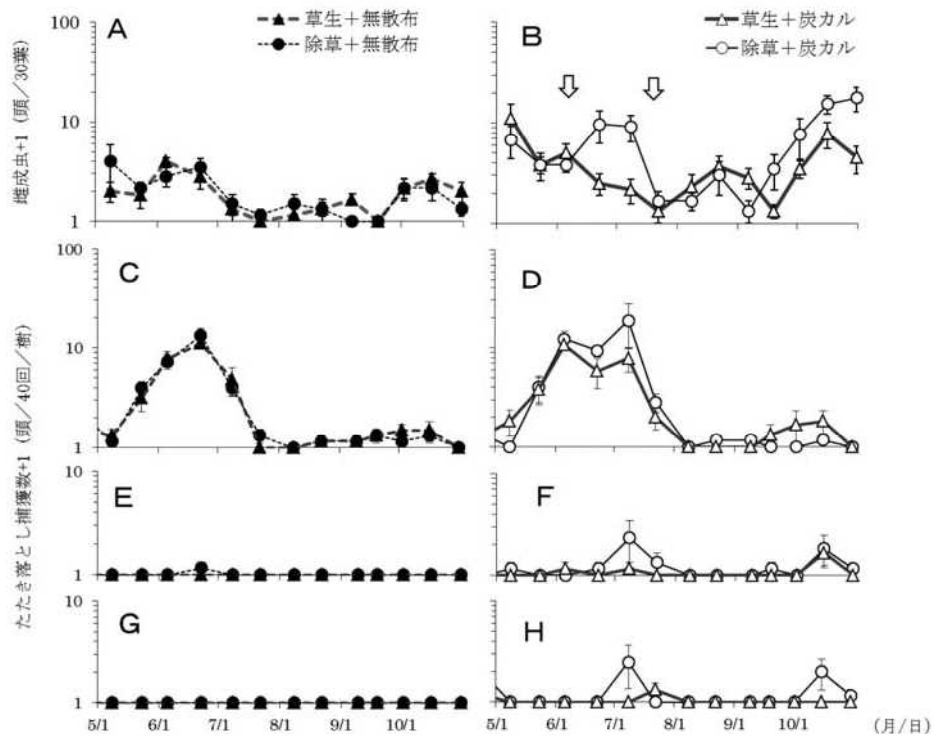 A
草生+無散布
除草+無散布
100
10
1
雌成虫+1(頭/30葉)
B
草生+炭カル
除草+炭カル
C
100
10
1
D
E
10
1
F
たたき落とし捕獲数+1(頭/40回/樹)
G
10
1
H
5/1 6/1 7/1 8/1 9/1 10/1
5/1 6/1 7/1 8/1 9/1 10/1
(月/日)